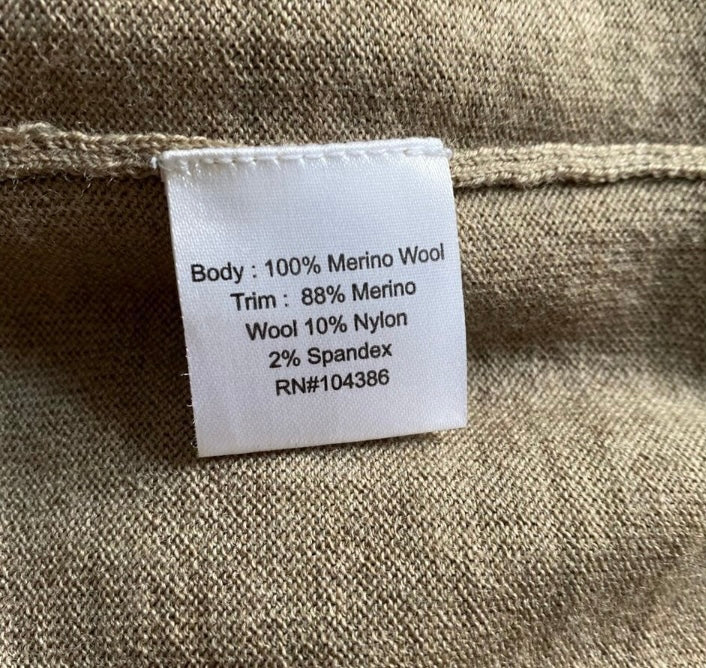 Body : 100% Merino Wool
Trim : 88% Merino
Wool 10% Nylon
2% Spandex
RN#104386